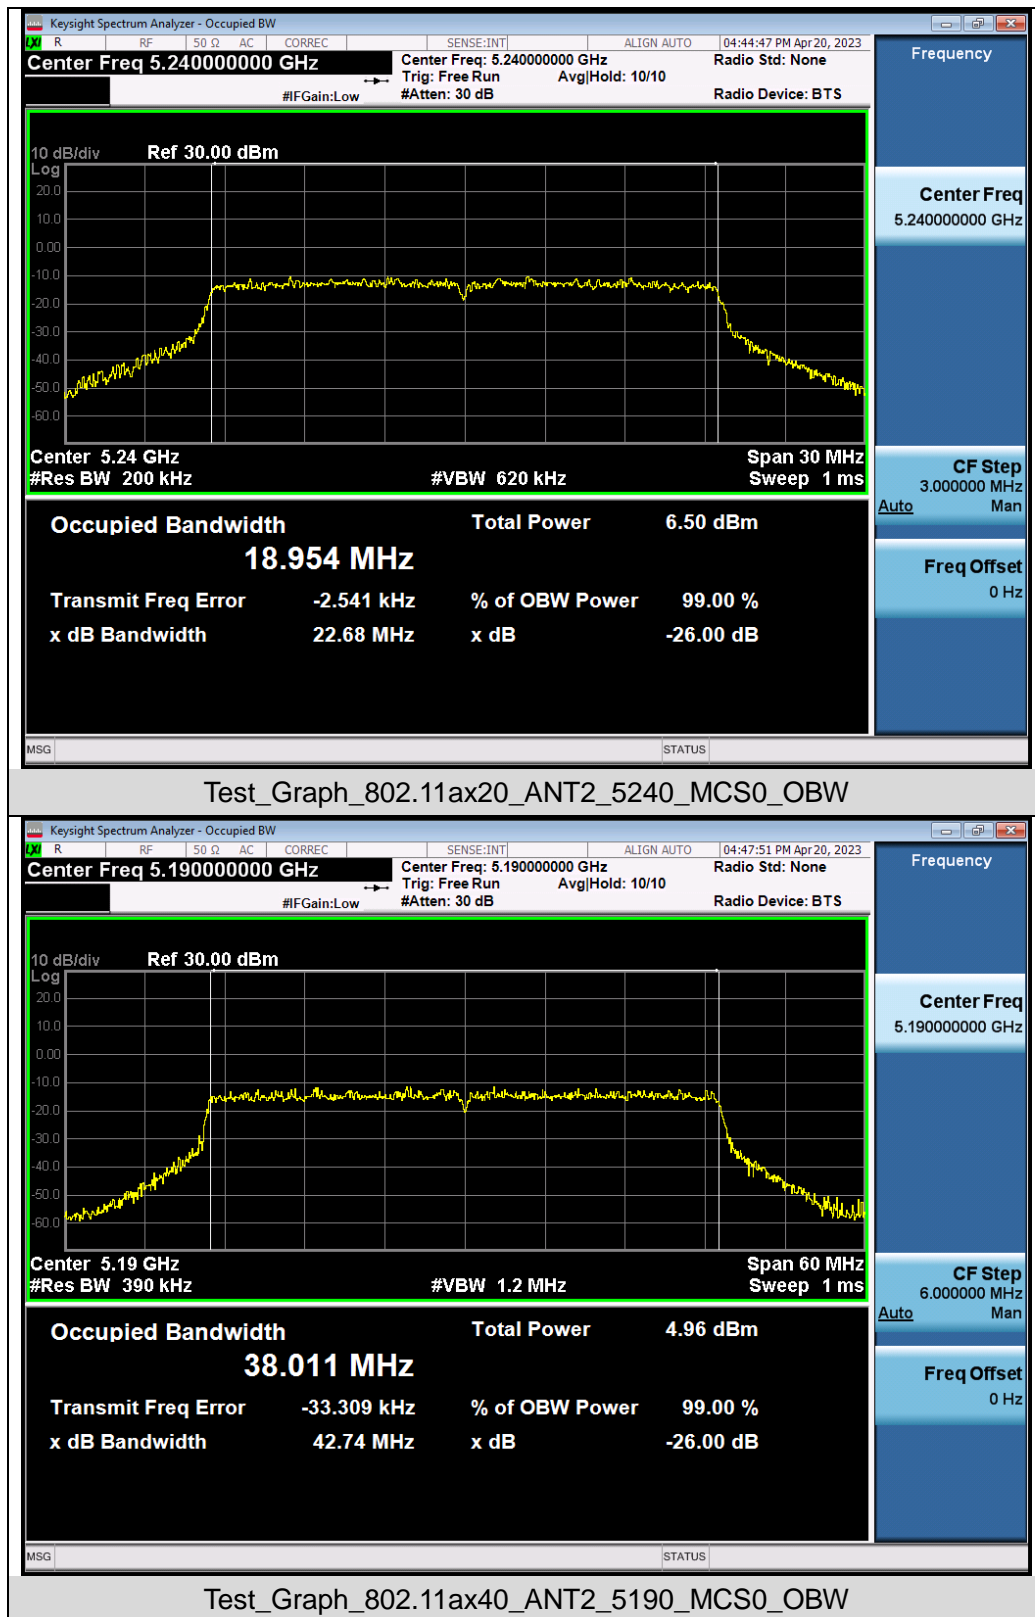 Keysight Spectrum Analyzer - Occupied BW
LXI R RF 50 Ω AC CORREC SENSE:INT ALIGN AUTO 04:44:47 PM Apr 20, 2023
Center Freq 5.240000000 GHz Center Freq: 5.240000000 GHz Radio Std: None Frequency
Trig: Free Run Avg|Hold: 10/10
#IFGain:Low #Atten: 30 dB Radio Device: BTS
10 dB/div Ref 30.00 dBm
Log
20.0
10.0
0.00
-10.0
-20.0
-30.0
-40.0
-50.0
-60.0
Center 5.24 GHz Span 30 MHz
#Res BW 200 kHz #VBW 620 kHz Sweep 1 ms
Center Freq
5.240000000 GHz
CF Step
3.000000 MHz
Auto Man
Freq Offset
0 Hz
Occupied Bandwidth Total Power 6.50 dBm
18.954 MHz
Transmit Freq Error -2.541 kHz % of OBW Power 99.00 %
x dB Bandwidth 22.68 MHz x dB -26.00 dB
MSG STATUS
Test_Graph_802.11ax20_ANT2_5240_MCS0_OBW
Keysight Spectrum Analyzer - Occupied BW
LXI R RF 50 Ω AC CORREC SENSE:INT ALIGN AUTO 04:47:51 PM Apr 20, 2023
Center Freq 5.190000000 GHz Center Freq: 5.190000000 GHz Radio Std: None Frequency
Trig: Free Run Avg|Hold: 10/10
#IFGain:Low #Atten: 30 dB Radio Device: BTS
10 dB/div Ref 30.00 dBm
Log
20.0
10.0
0.00
-10.0
-20.0
-30.0
-40.0
-50.0
-60.0
Center 5.19 GHz Span 60 MHz
#Res BW 390 kHz #VBW 1.2 MHz Sweep 1 ms
Center Freq
5.190000000 GHz
CF Step
6.000000 MHz
Auto Man
Freq Offset
0 Hz
Occupied Bandwidth Total Power 4.96 dBm
38.011 MHz
Transmit Freq Error -33.309 kHz % of OBW Power 99.00 %
x dB Bandwidth 42.74 MHz x dB -26.00 dB
MSG STATUS
Test_Graph_802.11ax40_ANT2_5190_MCS0_OBW